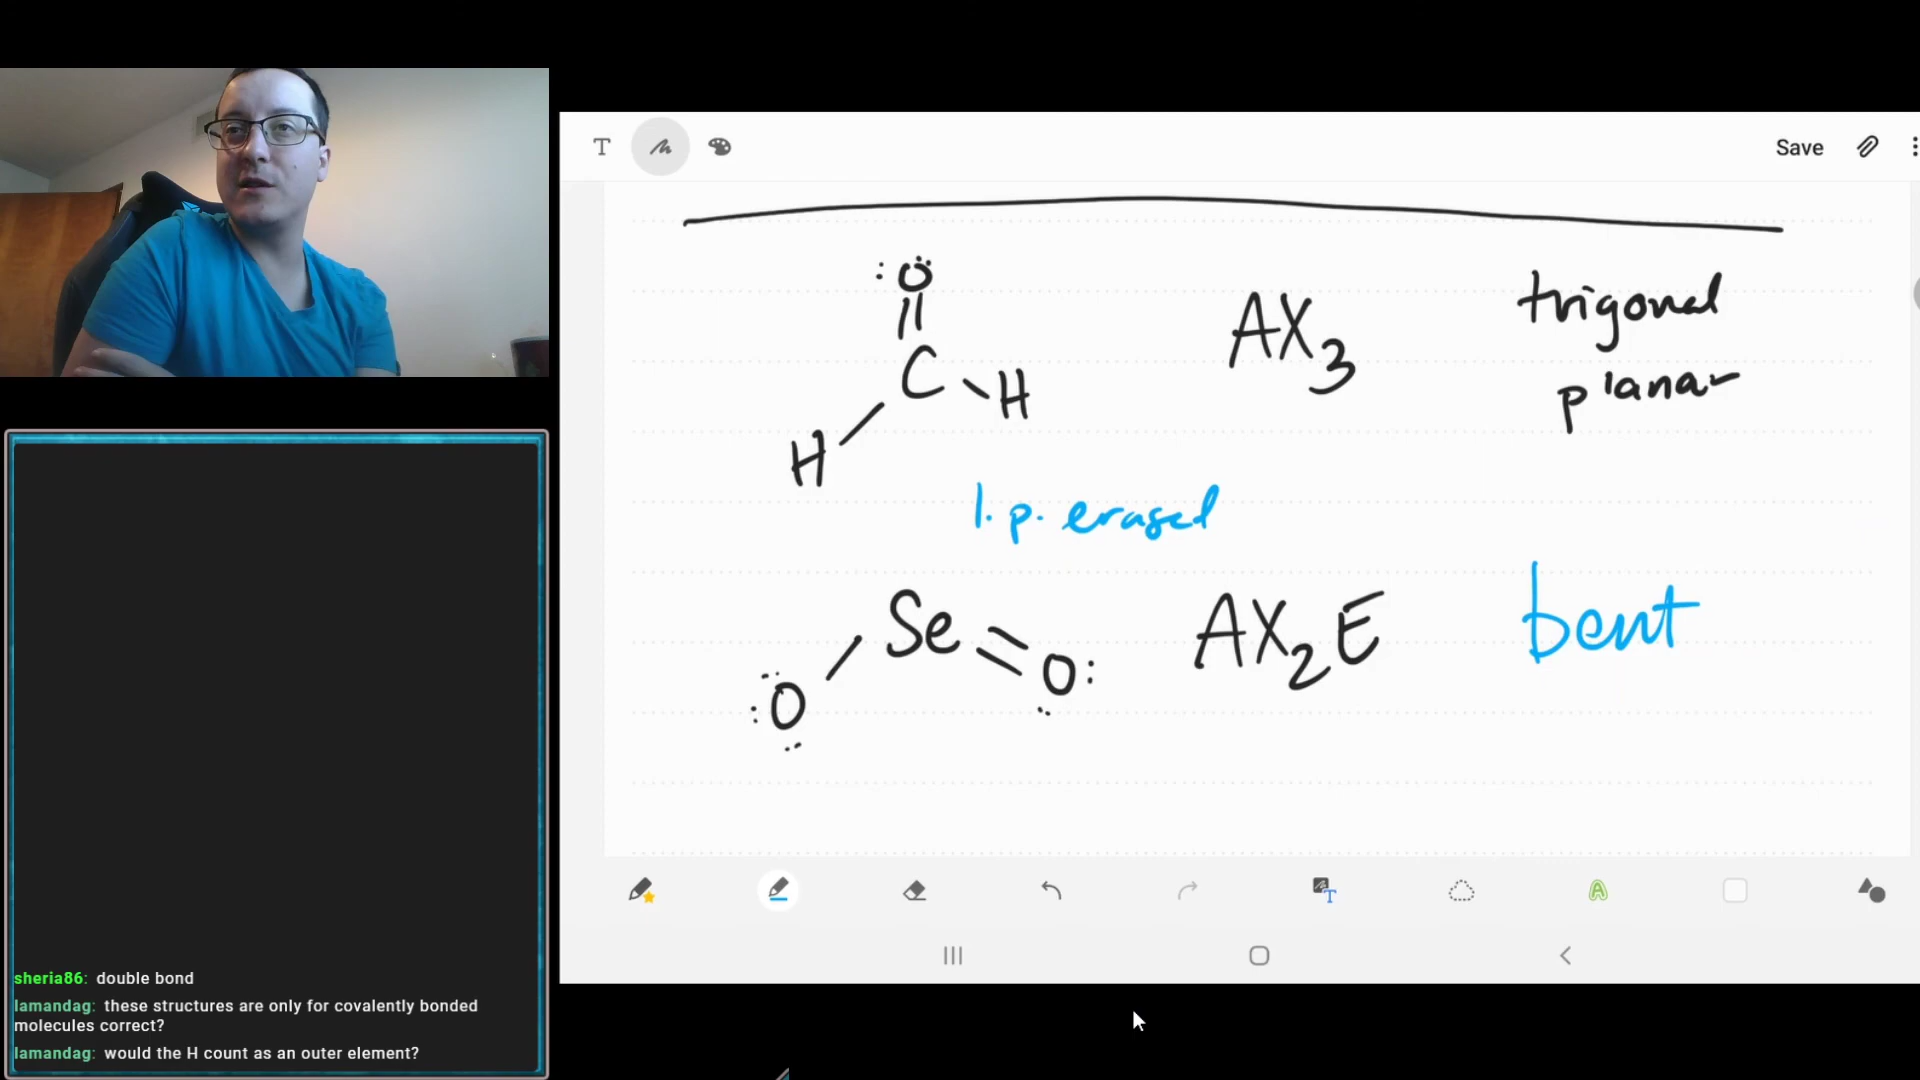 T
Save
:O:
C
H
H
AX3
trigonal
planar
l.p. erased
Se
:O
O:
AX2E
bent
T
A
sheria86: double bond
lamandag: these structures are only for covalently bonded
molecules correct?
lamandag: would the H count as an outer element?